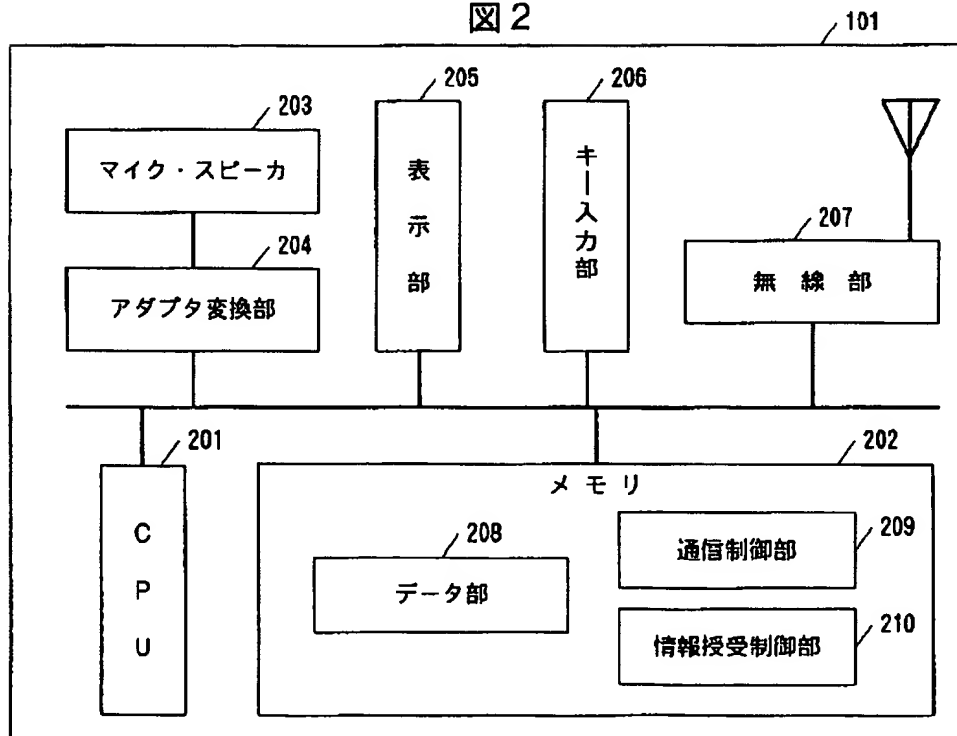 図2
101
203
マイク・スピーカ
204
アダプタ変換部
205
表示部
206
キー入力部
207
無線部
201
CPU
202
メモリ
208
データ部
209
通信制御部
210
情報授受制御部